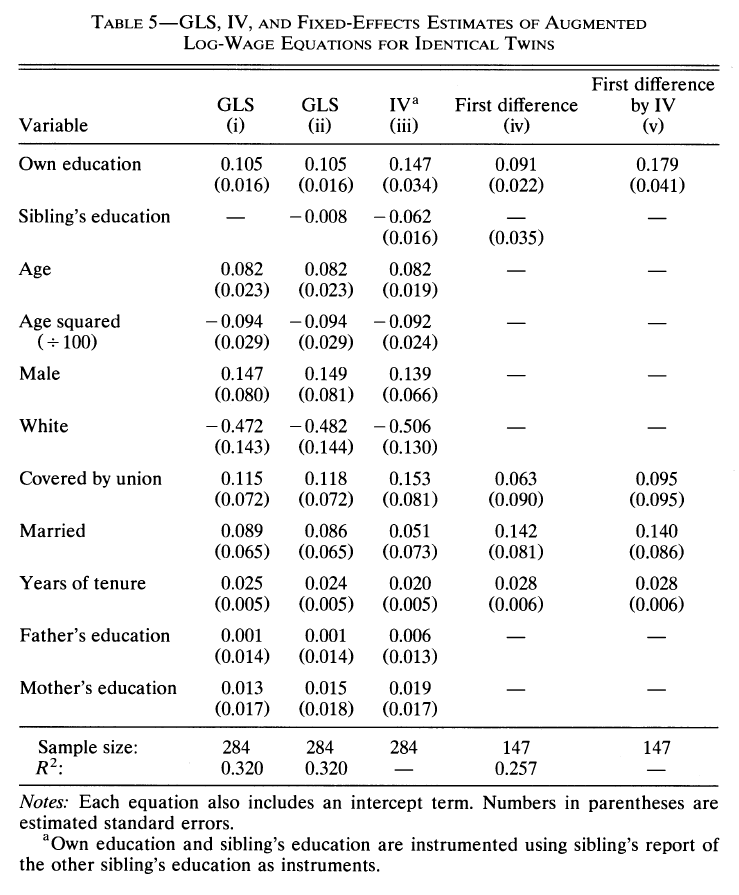 TABLE 5—GLS, IV, AND FIXED-EFFECTS ESTIMATES OF AUGMENTED
LOG-WAGE EQUATIONS FOR IDENTICAL TWINS
First difference
GLS GLS IVa First difference by IV
Variable (i) (ii) (iii) (iv) (v)
Own education 0.105 0.105 0.147 0.091 0.179
(0.016) (0.016) (0.034) (0.022) (0.041)
Sibling's education — −0.008 −0.062 — —
(0.016) (0.035)
Age 0.082 0.082 0.082 — —
(0.023) (0.023) (0.019)
Age squared −0.094 −0.094 −0.092 — —
(÷100) (0.029) (0.029) (0.024)
Male 0.147 0.149 0.139 — —
(0.080) (0.081) (0.066)
White −0.472 −0.482 −0.506 — —
(0.143) (0.144) (0.130)
Covered by union 0.115 0.118 0.153 0.063 0.095
(0.072) (0.072) (0.081) (0.090) (0.095)
Married 0.089 0.086 0.051 0.142 0.140
(0.065) (0.065) (0.073) (0.081) (0.086)
Years of tenure 0.025 0.024 0.020 0.028 0.028
(0.005) (0.005) (0.005) (0.006) (0.006)
Father's education 0.001 0.001 0.006 — —
(0.014) (0.014) (0.013)
Mother's education 0.013 0.015 0.019 — —
(0.017) (0.018) (0.017)
Sample size: 284 284 284 147 147
R²: 0.320 0.320 — 0.257 —
Notes: Each equation also includes an intercept term. Numbers in parentheses are
estimated standard errors.
aOwn education and sibling's education are instrumented using sibling's report of
the other sibling's education as instruments.